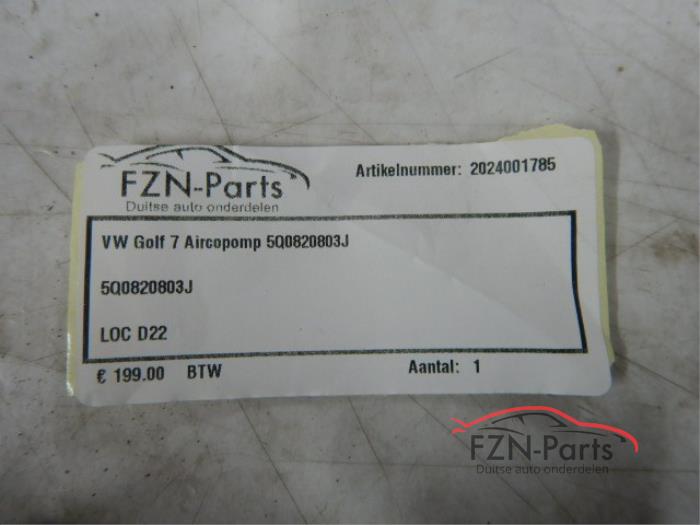 FZN-Parts
Duitse auto onderdelen
Artikelnummer: 2024001785
VW Golf 7 Aircopomp 5Q0820803J
5Q0820803J
LOC D22
€ 199.00 BTW
Aantal: 1
FZN-Parts
Duitse auto onderdelen